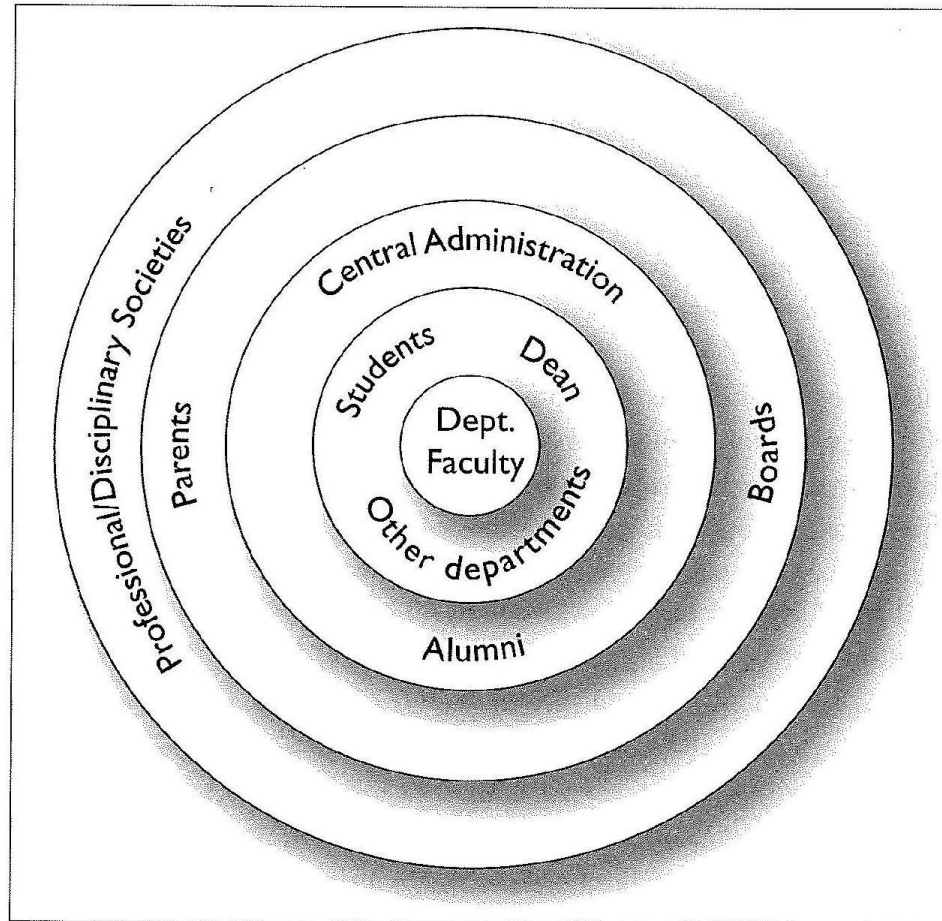 Professional/Disciplinary Societies
Parents
Boards
Central Administration
Alumni
Students
Dean
Other departments
Dept.
Faculty